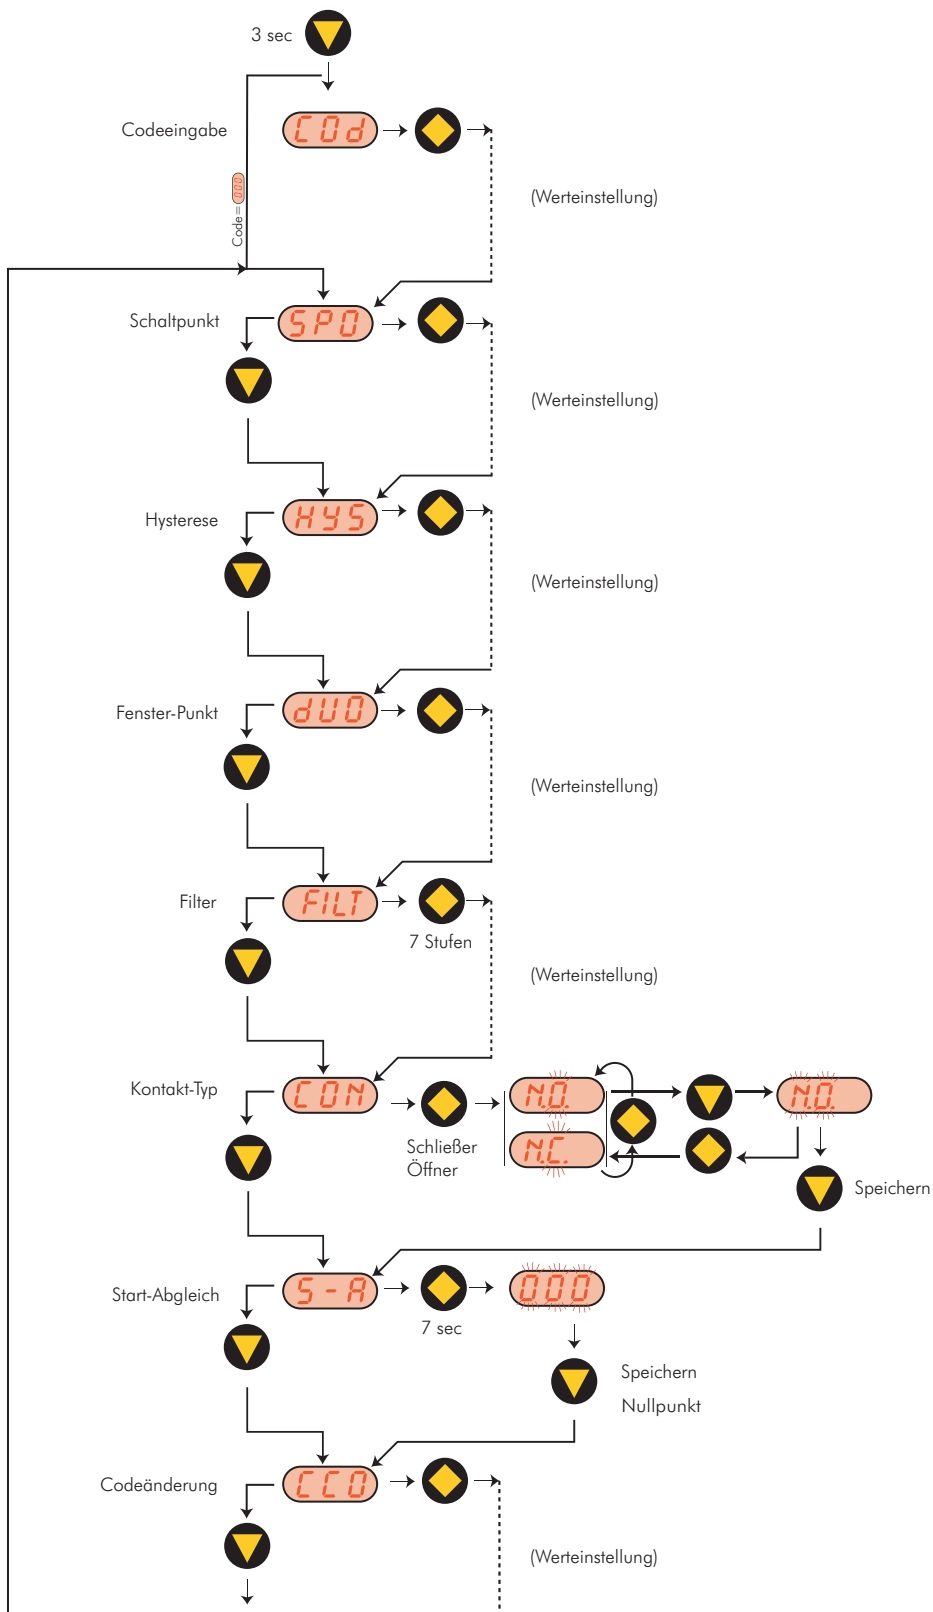 3 sec
Codeeingabe
COd
Code=000
(Werteinstellung)
Schaltpunkt
SPO
(Werteinstellung)
Hysterese
HYS
(Werteinstellung)
Fenster-Punkt
dUO
(Werteinstellung)
Filter
FILT
7 Stufen
(Werteinstellung)
Kontakt-Typ
CON
Schließer
Öffner
N.O.
N.C.
N.O.
Speichern
Start-Abgleich
S-A
7 sec
000
Speichern
Nullpunkt
Codeänderung
CCO
(Werteinstellung)